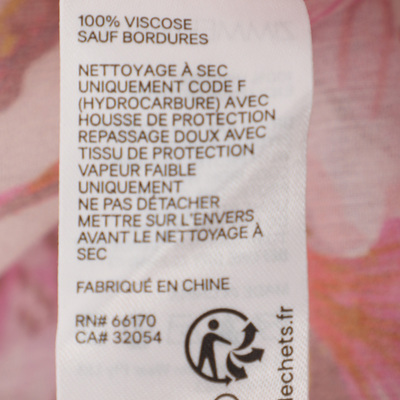 100% VISCOSE
SAUF BORDURES
NETTOYAGE À SEC
UNIQUEMENT CODE F
(HYDROCARBURE) AVEC
HOUSSE DE PROTECTION
REPASSAGE DOUX AVEC
TISSU DE PROTECTION
VAPEUR FAIBLE
UNIQUEMENT
NE PAS DÉTACHER
METTRE SUR L'ENVERS
AVANT LE NETTOYAGE À
SEC
FABRIQUÉ EN CHINE
RN# 66170
CA# 32054
echets.fr